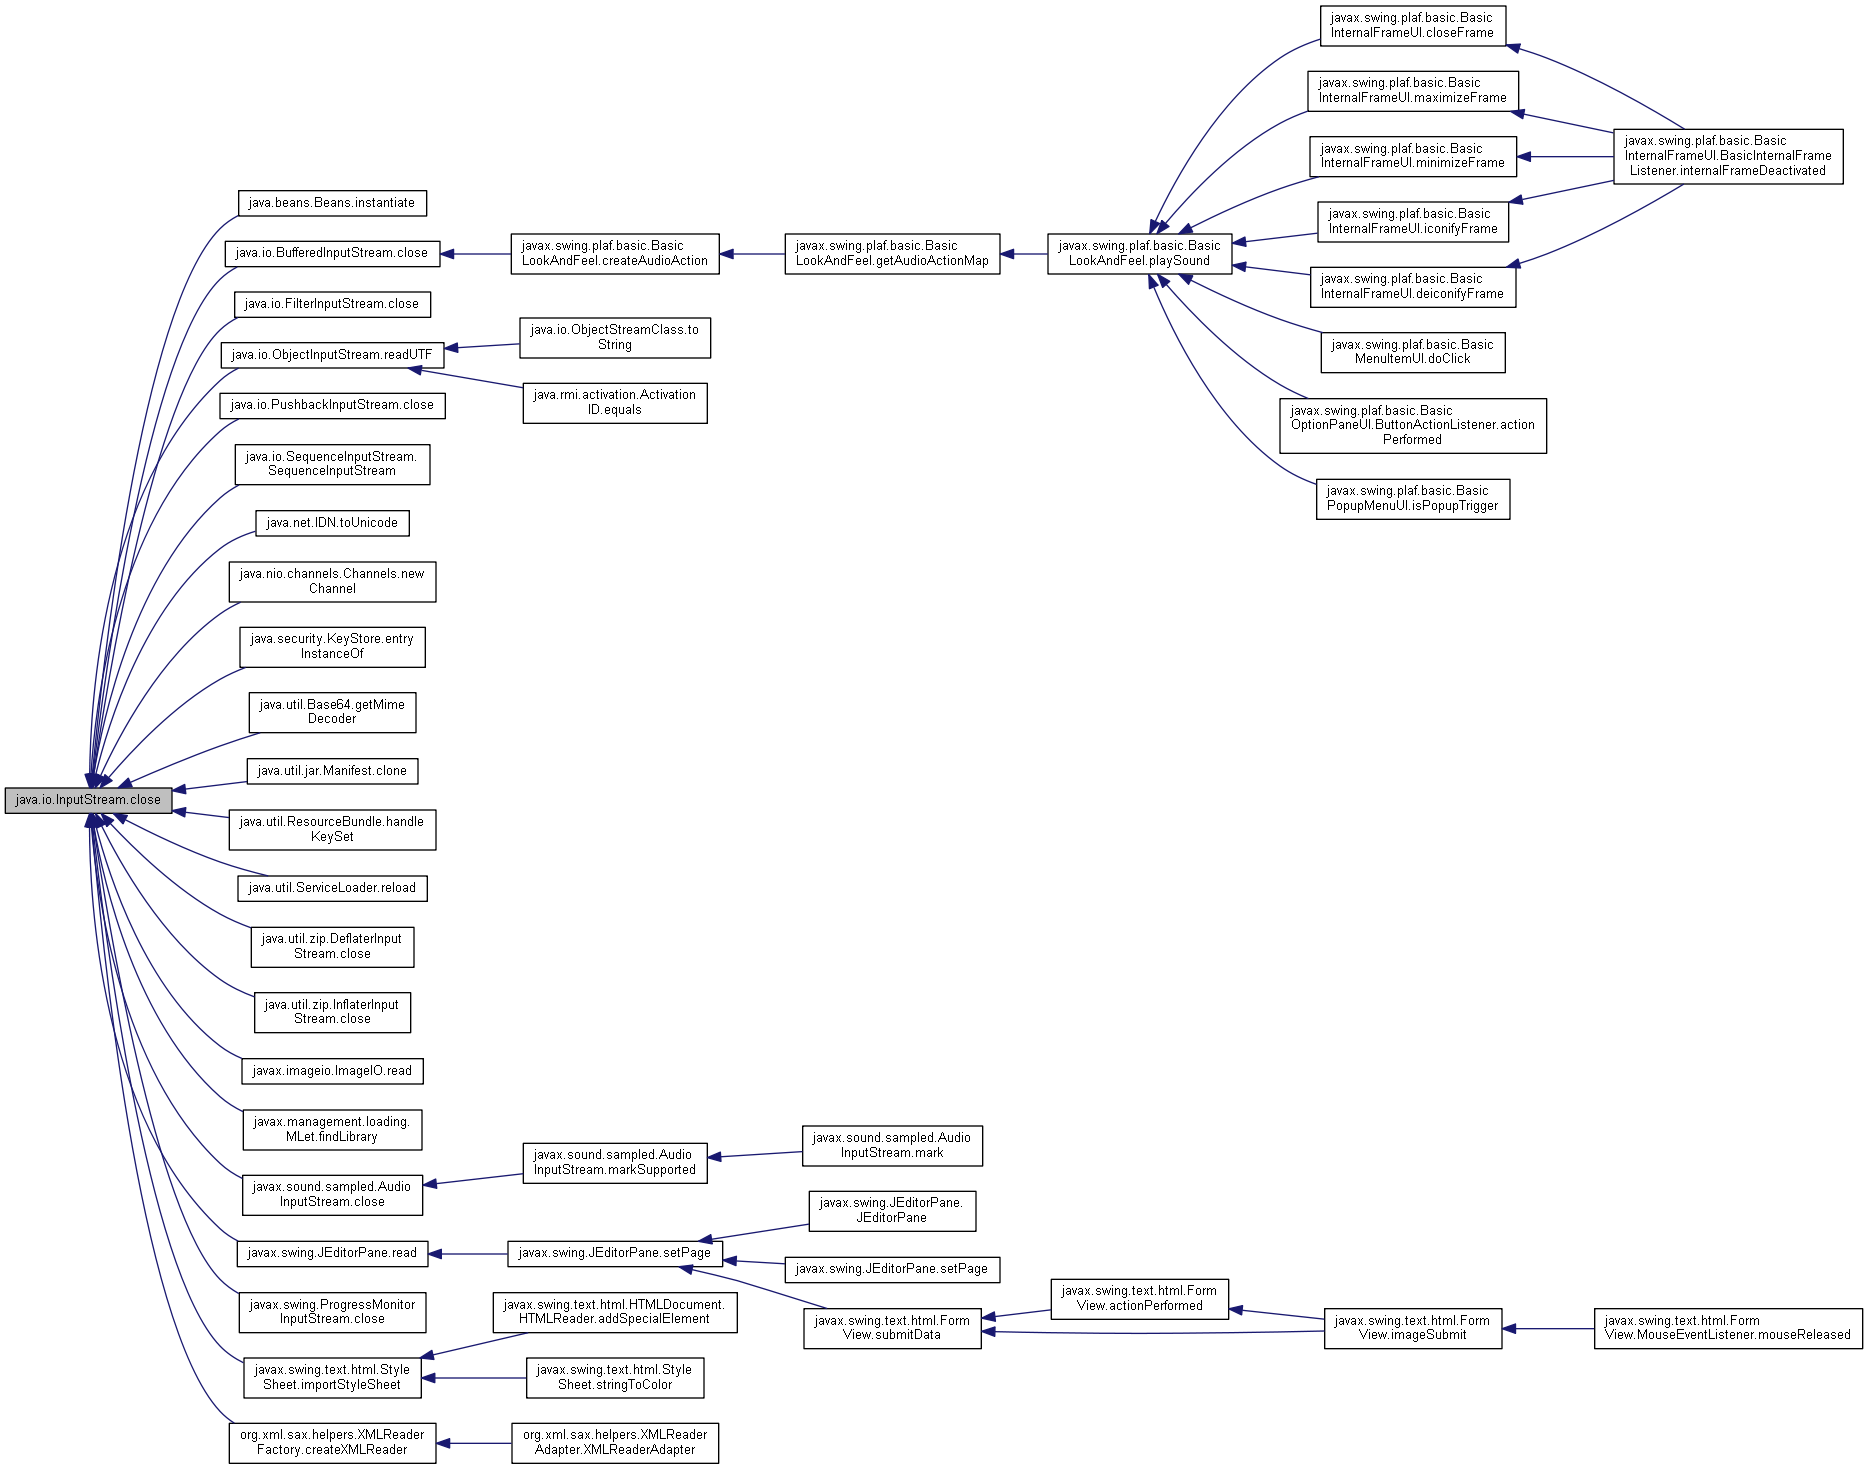 java.io.InputStream.close
java.beans.Beans.instantiate
java.io.BufferedInputStream.close
java.io.FilterInputStream.close
java.io.ObjectInputStream.readUTF
java.io.PushbackInputStream.close
java.io.SequenceInputStream.
SequenceInputStream
java.net.IDN.toUnicode
java.nio.channels.Channels.new
Channel
java.security.KeyStore.entry
InstanceOf
java.util.Base64.getMime
Decoder
java.util.jar.Manifest.clone
java.util.ResourceBundle.handle
KeySet
java.util.ServiceLoader.reload
java.util.zip.DeflaterInput
Stream.close
java.util.zip.InflaterInput
Stream.close
javax.imageio.ImageIO.read
javax.management.loading.
MLet.findLibrary
javax.sound.sampled.Audio
InputStream.close
javax.swing.JEditorPane.read
javax.swing.ProgressMonitor
InputStream.close
javax.swing.text.html.Style
Sheet.importStyleSheet
org.xml.sax.helpers.XMLReader
Factory.createXMLReader
javax.swing.plaf.basic.Basic
LookAndFeel.createAudioAction
java.io.ObjectStreamClass.to
String
java.rmi.activation.Activation
ID.equals
javax.sound.sampled.Audio
InputStream.markSupported
javax.swing.JEditorPane.setPage
javax.swing.text.html.HTMLDocument.
HTMLReader.addSpecialElement
javax.swing.text.html.Style
Sheet.stringToColor
org.xml.sax.helpers.XMLReader
Adapter.XMLReaderAdapter
javax.swing.plaf.basic.Basic
LookAndFeel.getAudioActionMap
javax.sound.sampled.Audio
InputStream.mark
javax.swing.JEditorPane.
JEditorPane
javax.swing.JEditorPane.setPage
javax.swing.text.html.Form
View.submitData
javax.swing.plaf.basic.Basic
LookAndFeel.playSound
javax.swing.text.html.Form
View.actionPerformed
javax.swing.plaf.basic.Basic
InternalFrameUI.closeFrame
javax.swing.plaf.basic.Basic
InternalFrameUI.maximizeFrame
javax.swing.plaf.basic.Basic
InternalFrameUI.minimizeFrame
javax.swing.plaf.basic.Basic
InternalFrameUI.iconifyFrame
javax.swing.plaf.basic.Basic
InternalFrameUI.deiconifyFrame
javax.swing.plaf.basic.Basic
MenuItemUI.doClick
javax.swing.plaf.basic.Basic
OptionPaneUI.ButtonActionListener.action
Performed
javax.swing.plaf.basic.Basic
PopupMenuUI.isPopupTrigger
javax.swing.text.html.Form
View.imageSubmit
javax.swing.plaf.basic.Basic
InternalFrameUI.BasicInternalFrame
Listener.internalFrameDeactivated
javax.swing.text.html.Form
View.MouseEventListener.mouseReleased